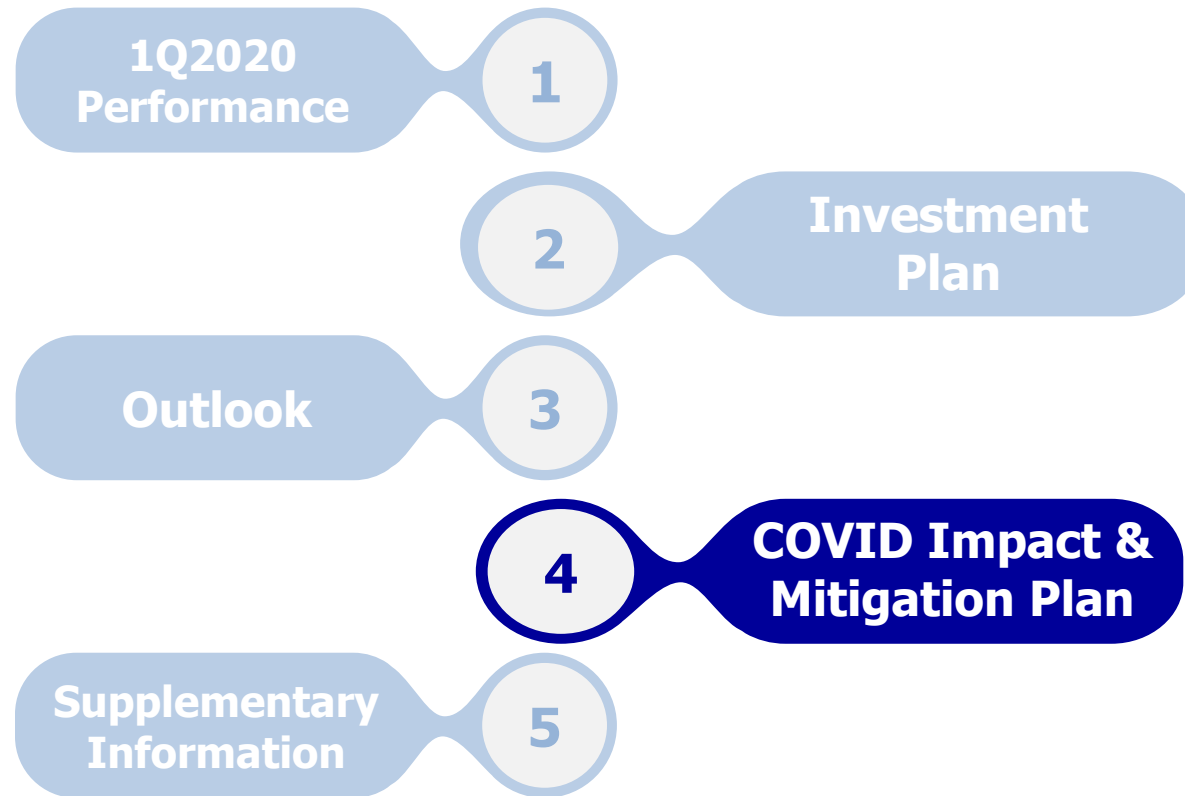 1Q2020
Performance
1
2
Investment
Plan
Outlook
3
4
COVID Impact &
Mitigation Plan
Supplementary
Information
5